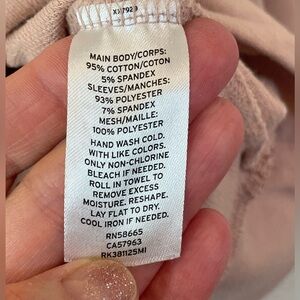 MAIN BODY/CORPS:
95% COTTON/COTON
5% SPANDEX
SLEEVES/MANCHES:
93% POLYESTER
7% SPANDEX
MESH/MAILLE:
100% POLYESTER
HAND WASH COLD.
WITH LIKE COLORS.
ONLY NON-CHLORINE
BLEACH IF NEEDED.
ROLL IN TOWEL TO
REMOVE EXCESS
MOISTURE. RESHAPE.
LAY FLAT TO DRY.
COOL IRON IF NEEDED.
RN58665
CA57963
RK381125MI